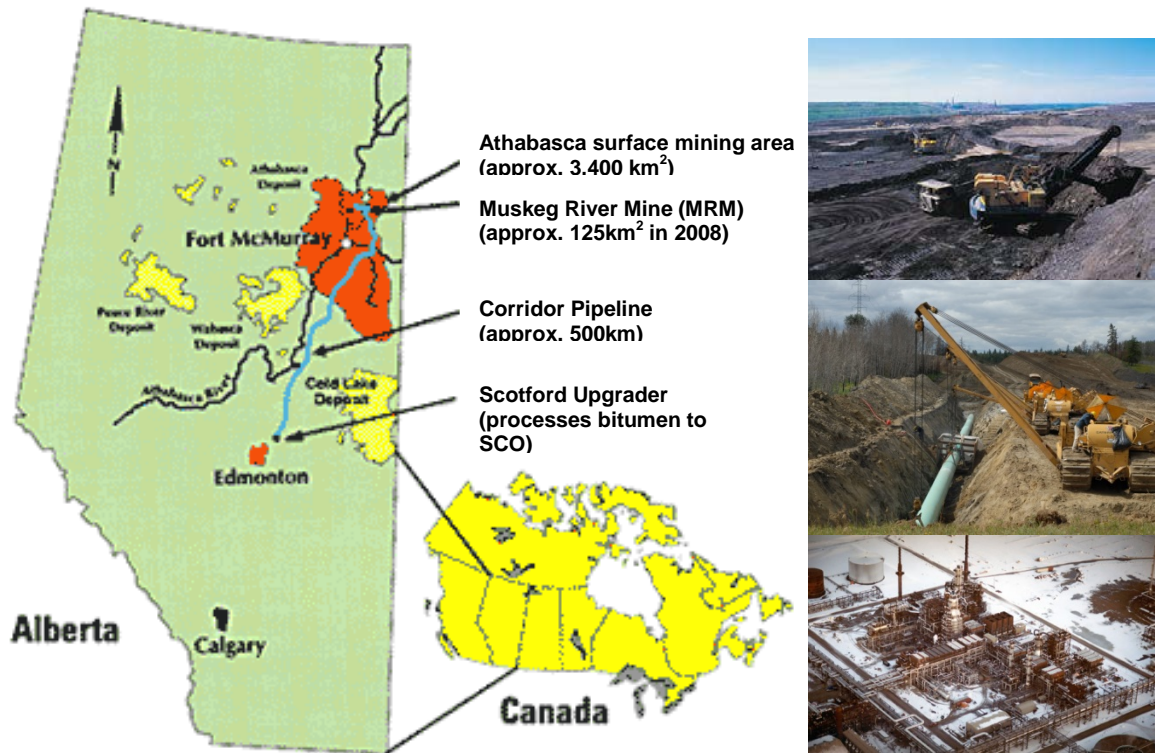 N
Athabasca
Deposit
Fort McMurray
Peace River
Deposit
Wabasca
Deposit
Athabasca River
Cold Lake
Deposit
Edmonton
Calgary
Alberta
Athabasca surface mining area
(approx. 3.400 km²)
Muskeg River Mine (MRM)
(approx. 125km² in 2008)
Corridor Pipeline
(approx. 500km)
Scotford Upgrader
(processes bitumen to
SCO)
Canada